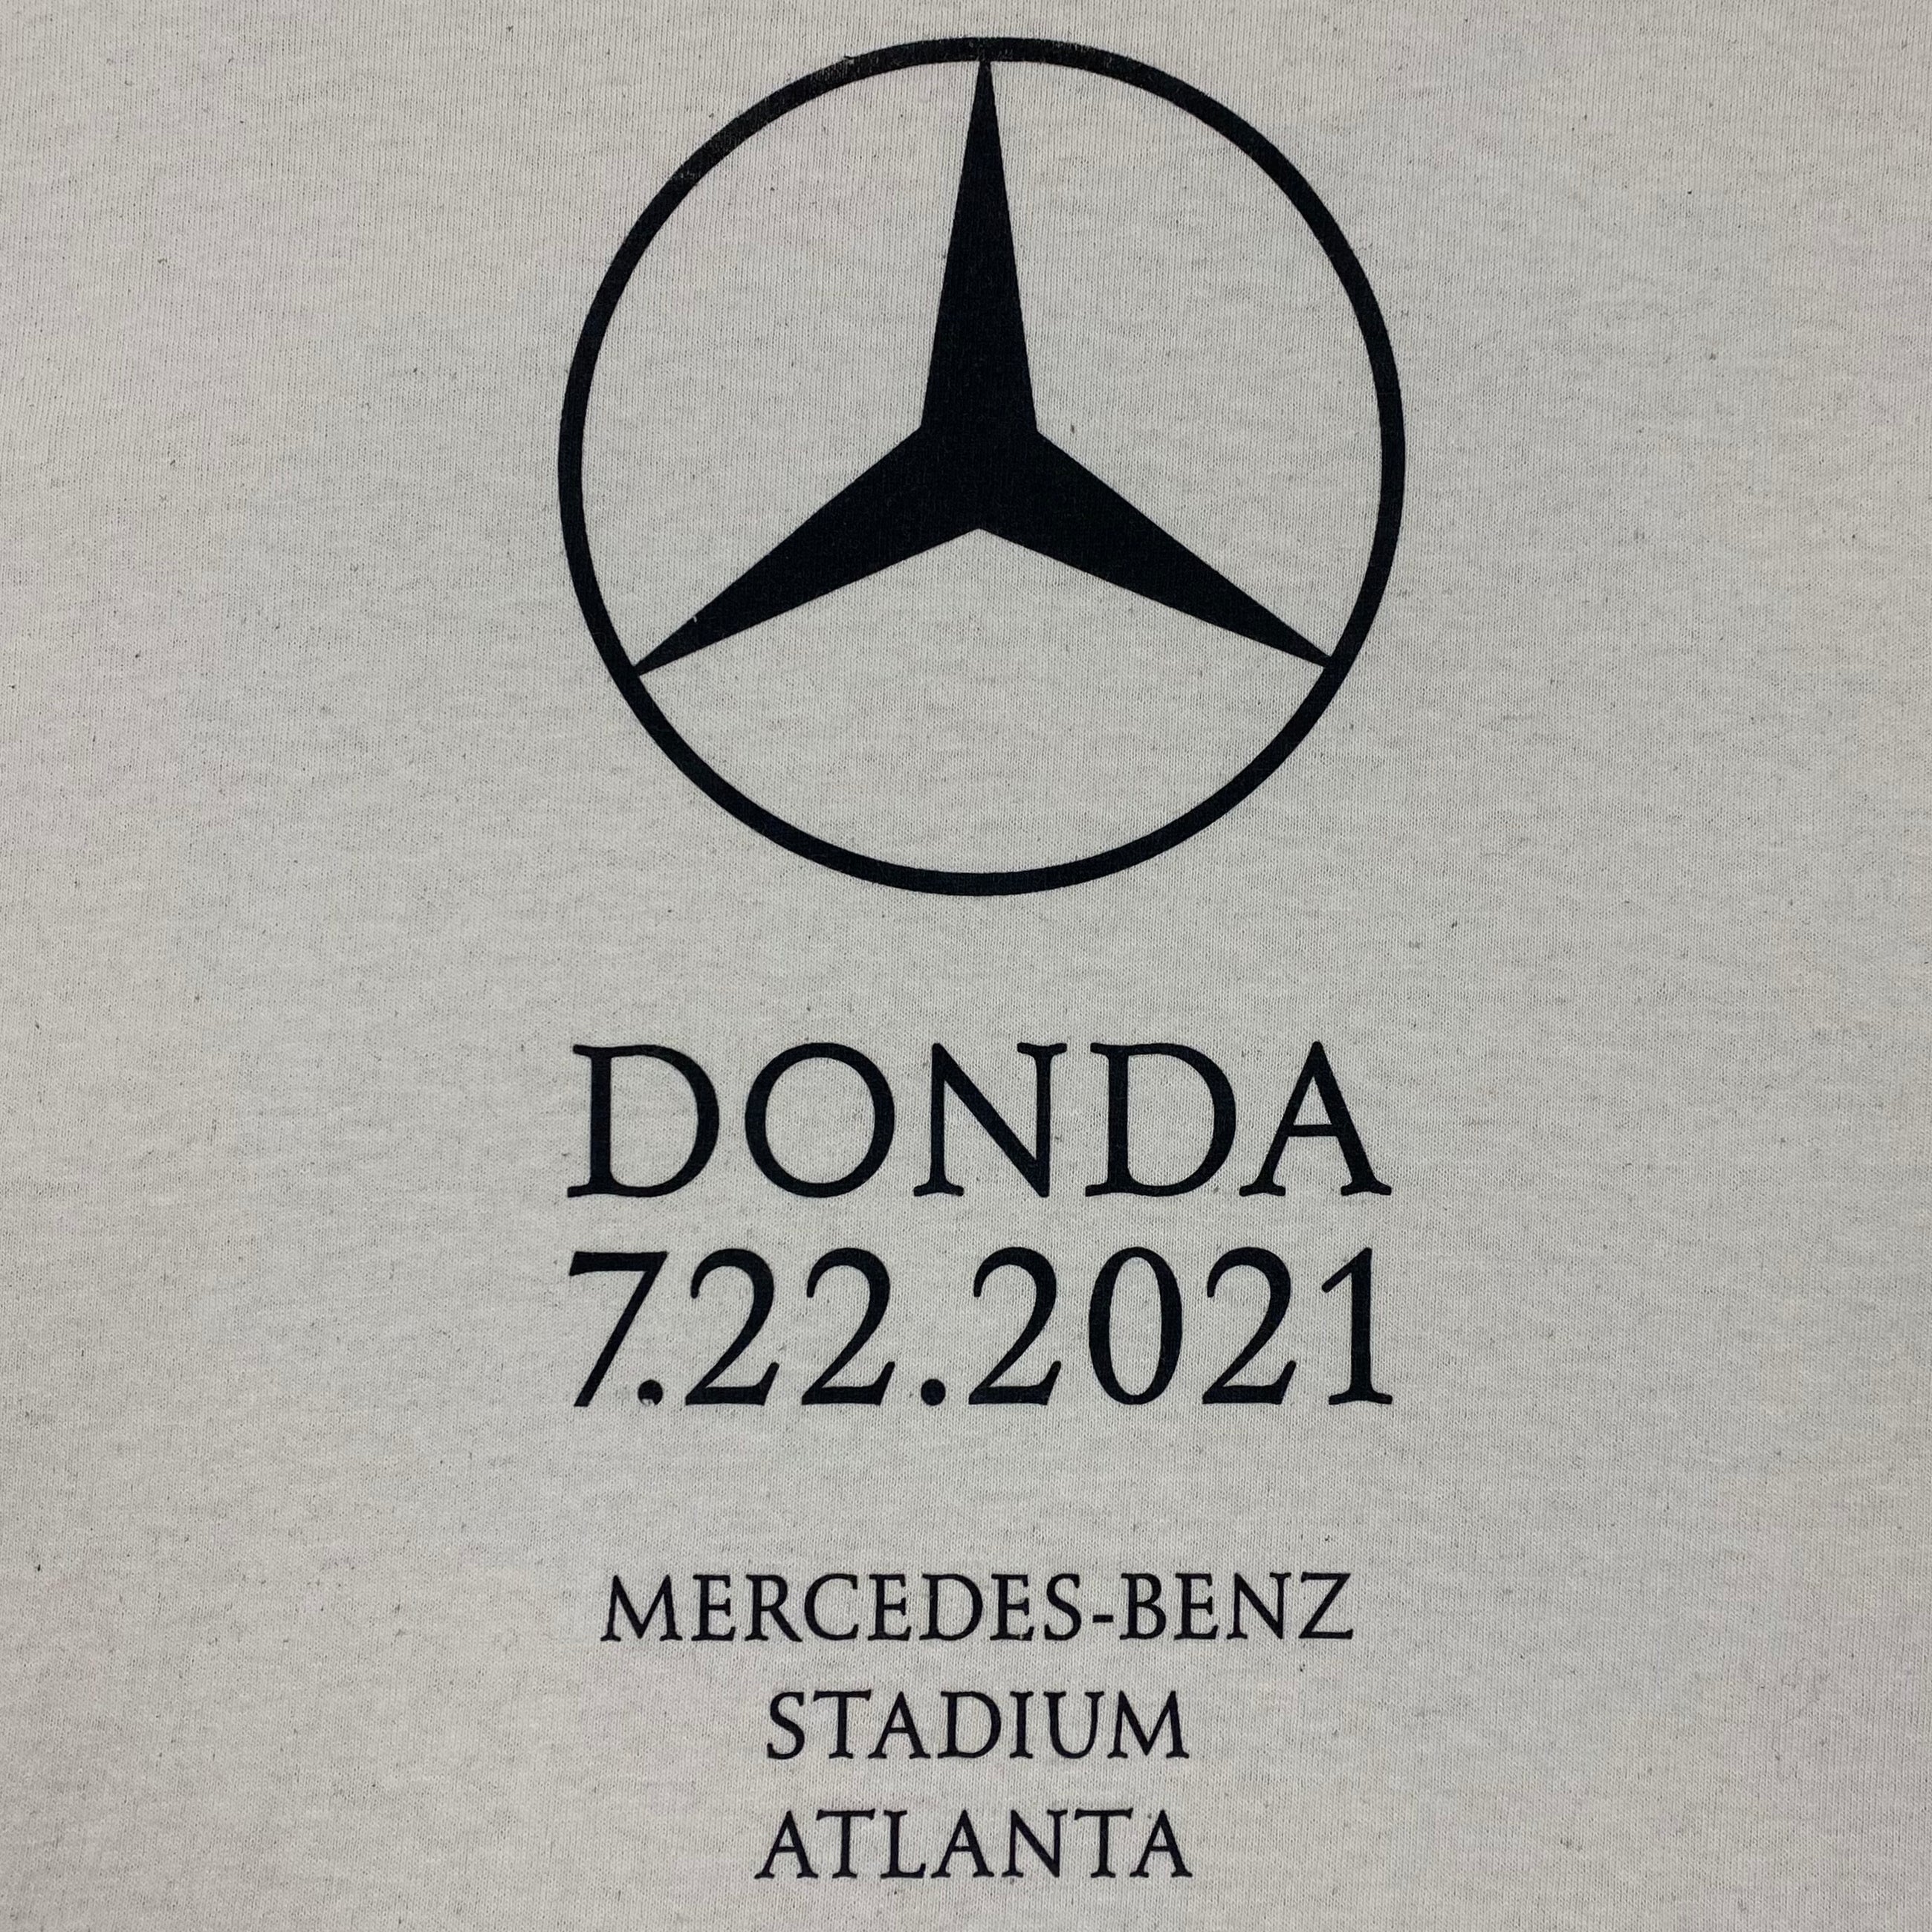 DONDA
7.22.2021
MERCEDES-BENZ
STADIUM
ATLANTA